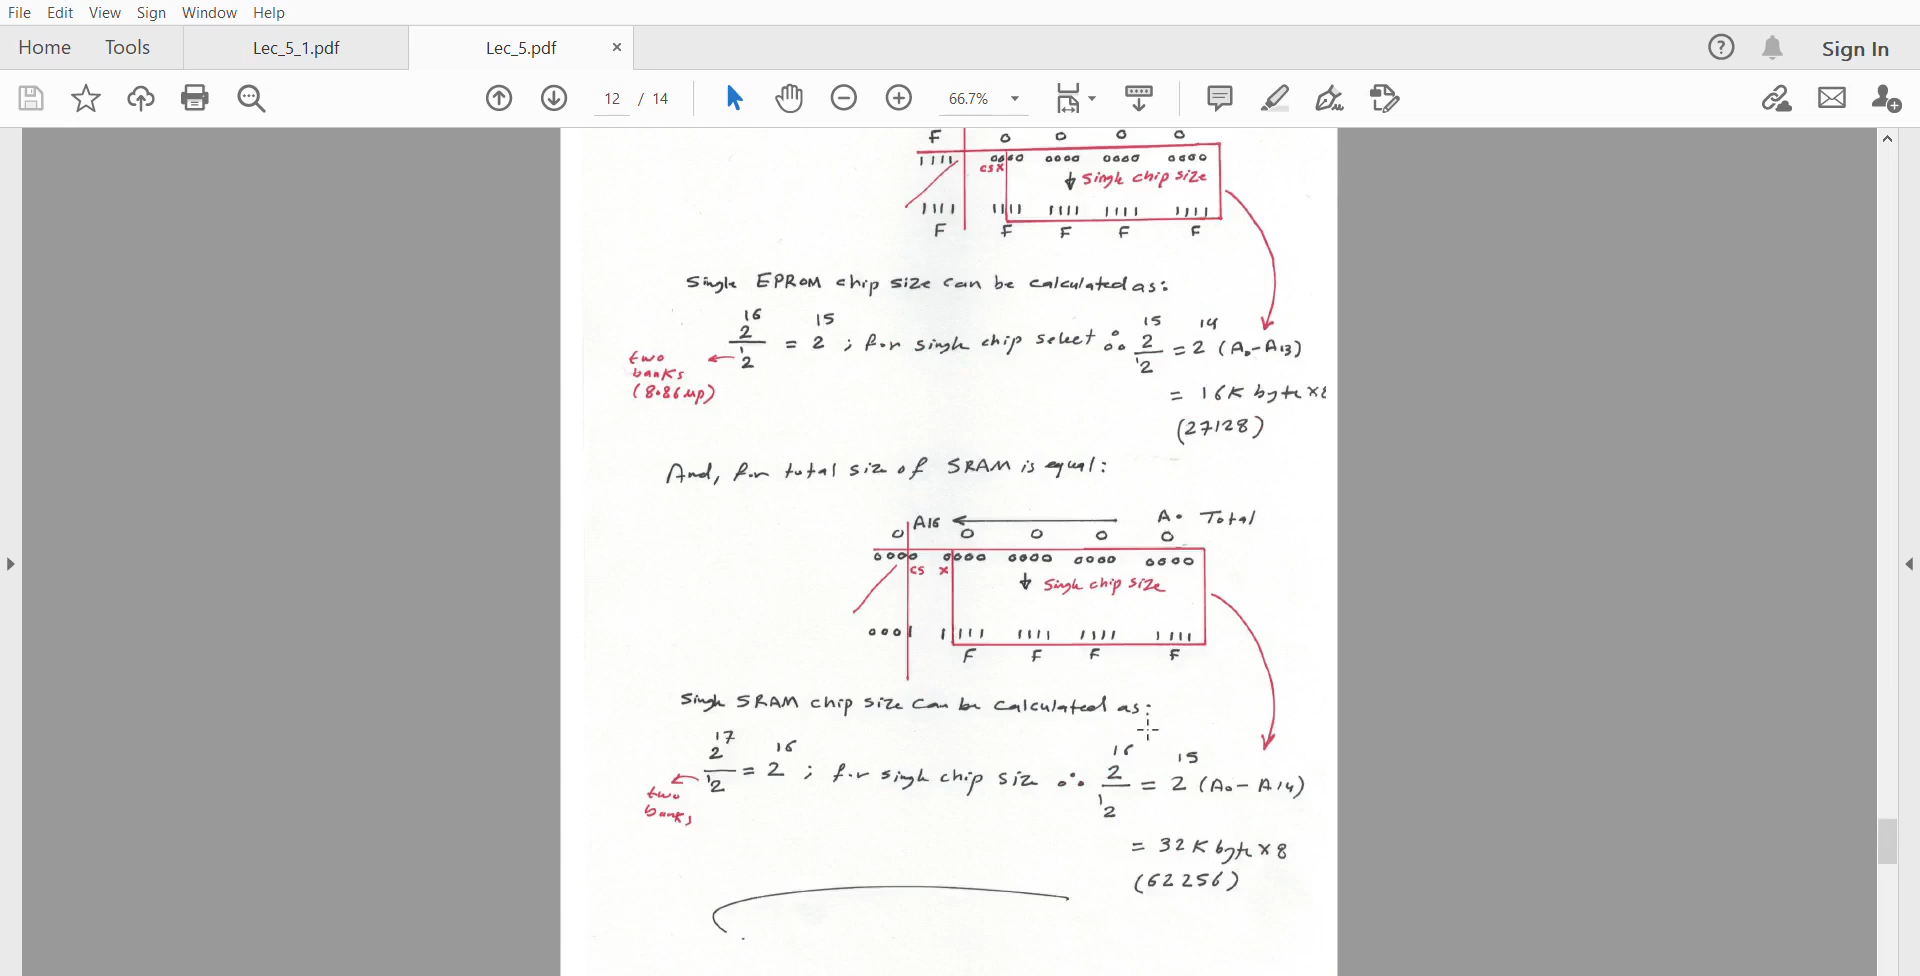 File Edit View Sign Window Help
Home Tools Lec_5_1.pdf Lec_5.pdf × ? Sign In
12 / 14 66.7%
F 0 0 0 0
1111 0000 0000 0000 0000
CS X
↓ Single chip size
1111 1111 1111 1111 1111
F F F F F
Single EPROM chip size can be calculated as:
2^16 / 2^1 = 2^15 ; for single chip select ∴ 2^15 / 2^1 = 2^14 (A0-A13)
two
banks
(8086 μp)
= 16K byte x8
(27128)
And, for total size of SRAM is equal:
A16 ← A0 Total
0 0 0 0 0
0000 0000 0000 0000 0000
CS X
↓ Single chip size
0001 1111 1111 1111 1111
F F F F
Single SRAM chip size can be calculated as:
2^17 / 2^1 = 2^16 ; for single chip size ∴ 2^16 / 2^1 = 2^15 (A0-A14)
two
banks
= 32K byte x8
(62256)